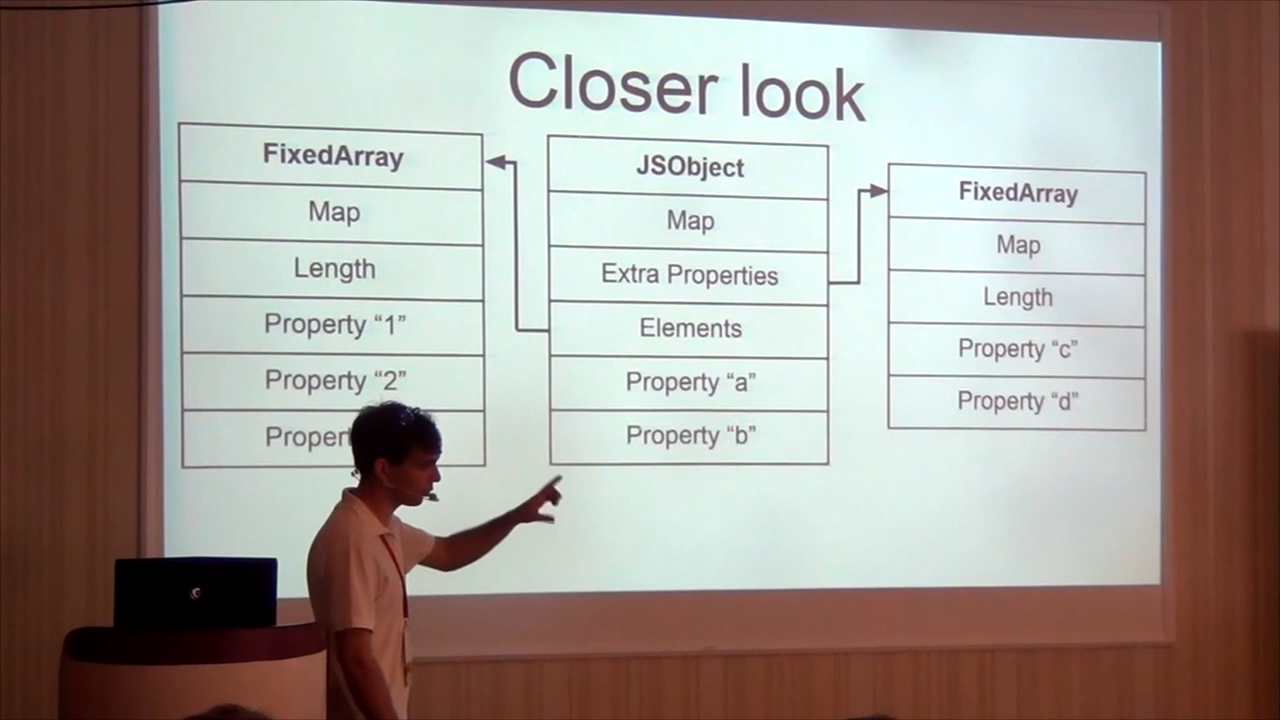 Closer look
FixedArray
Map
Length
Property “1”
Property “2”
JSObject
Map
Extra Properties
Elements
Property “a”
Property “b”
FixedArray
Map
Length
Property “c”
Property “d”